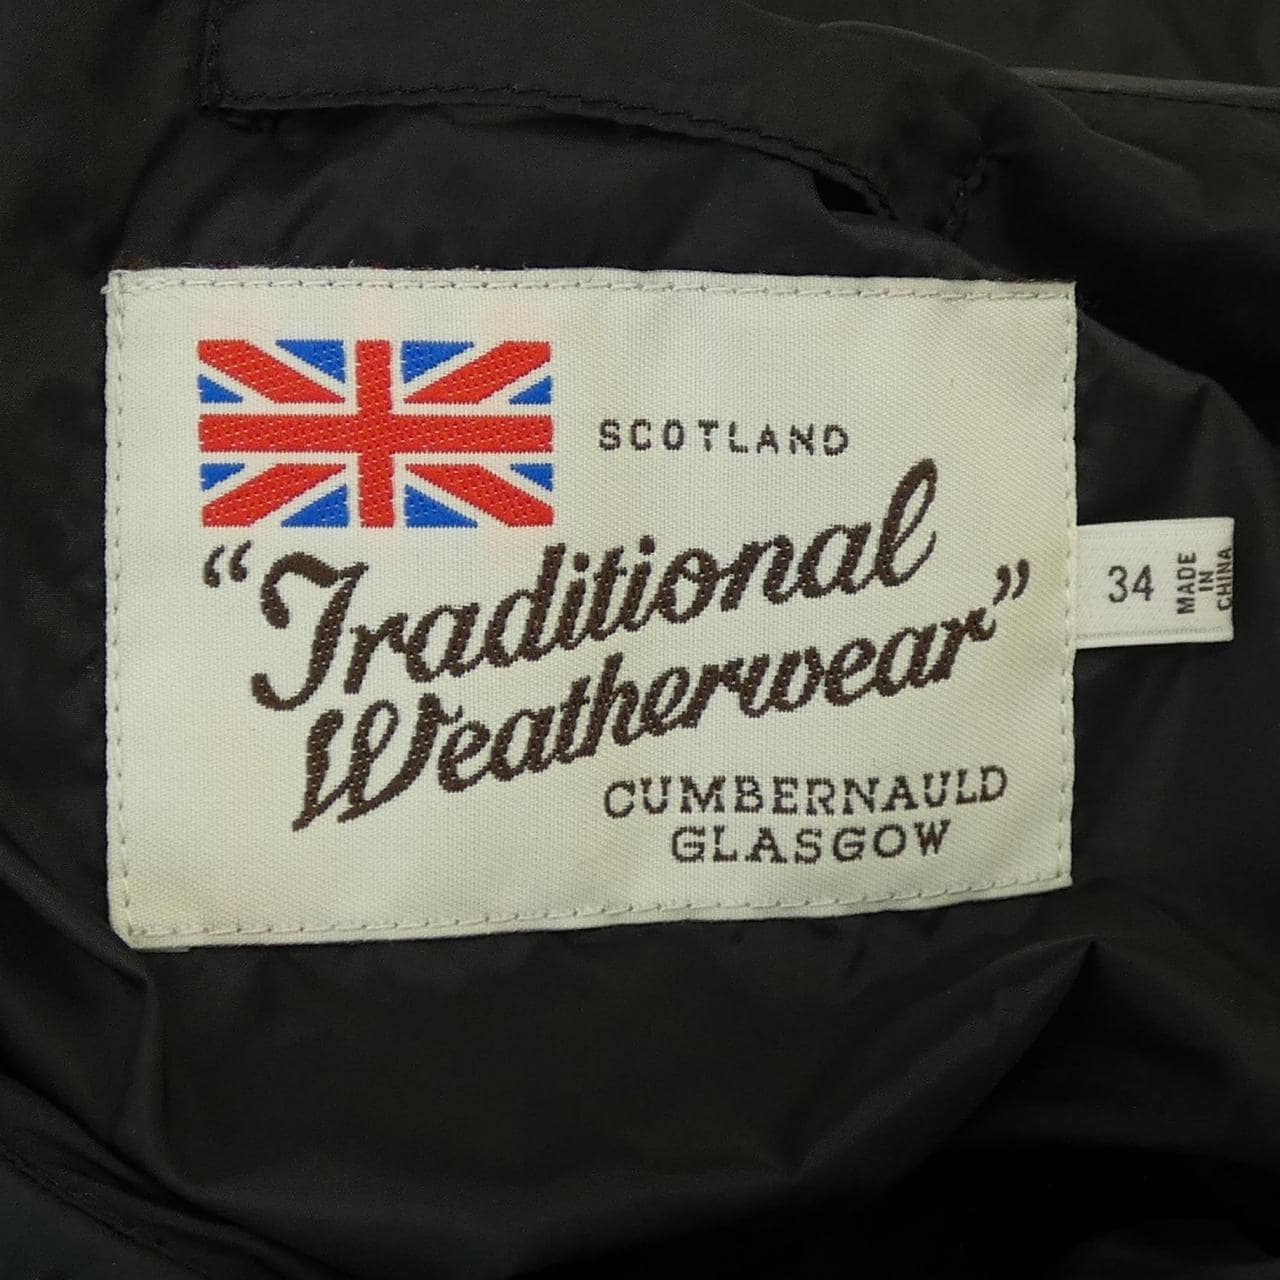 SCOTLAND
“Traditional
Weatherwear”
CUMBERNAULD
GLASGOW
34
MADE
IN
CHINA